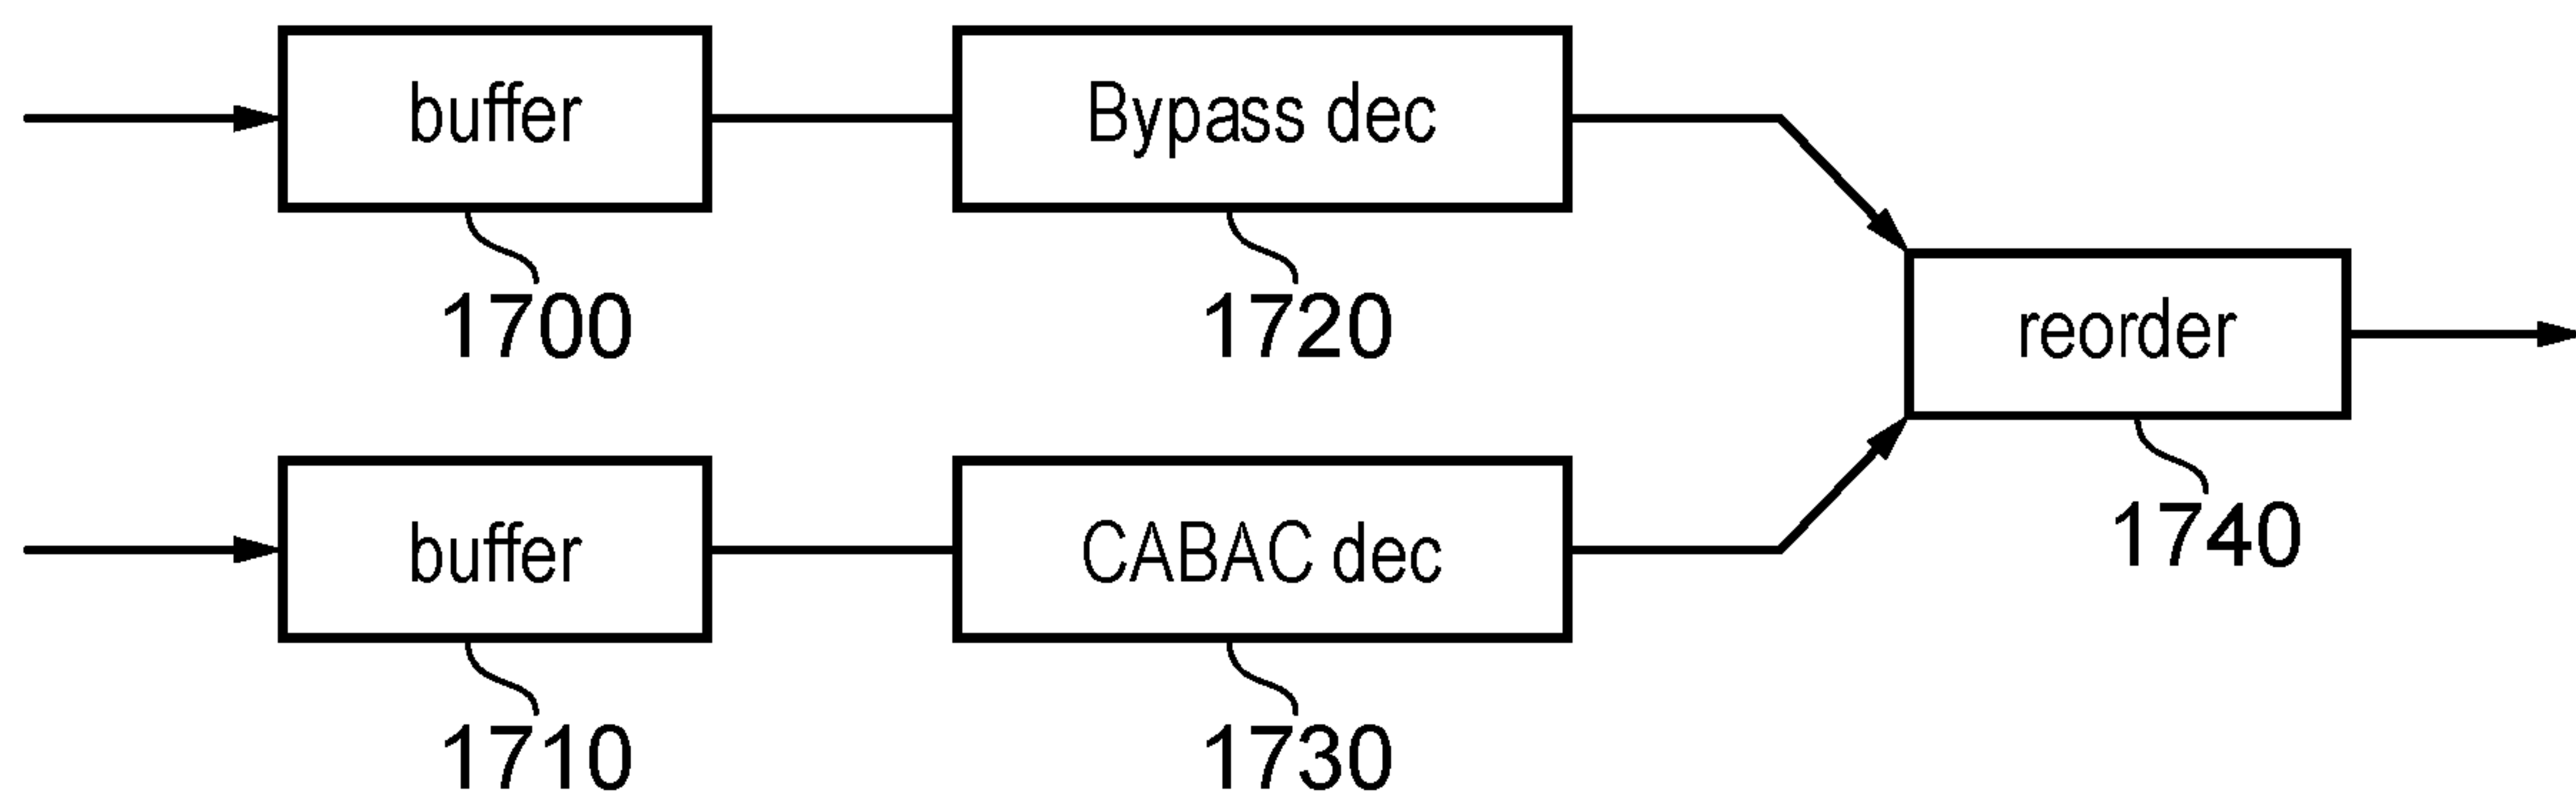 buffer
1700
Bypass dec
1720
buffer
1710
CABAC dec
1730
reorder
1740